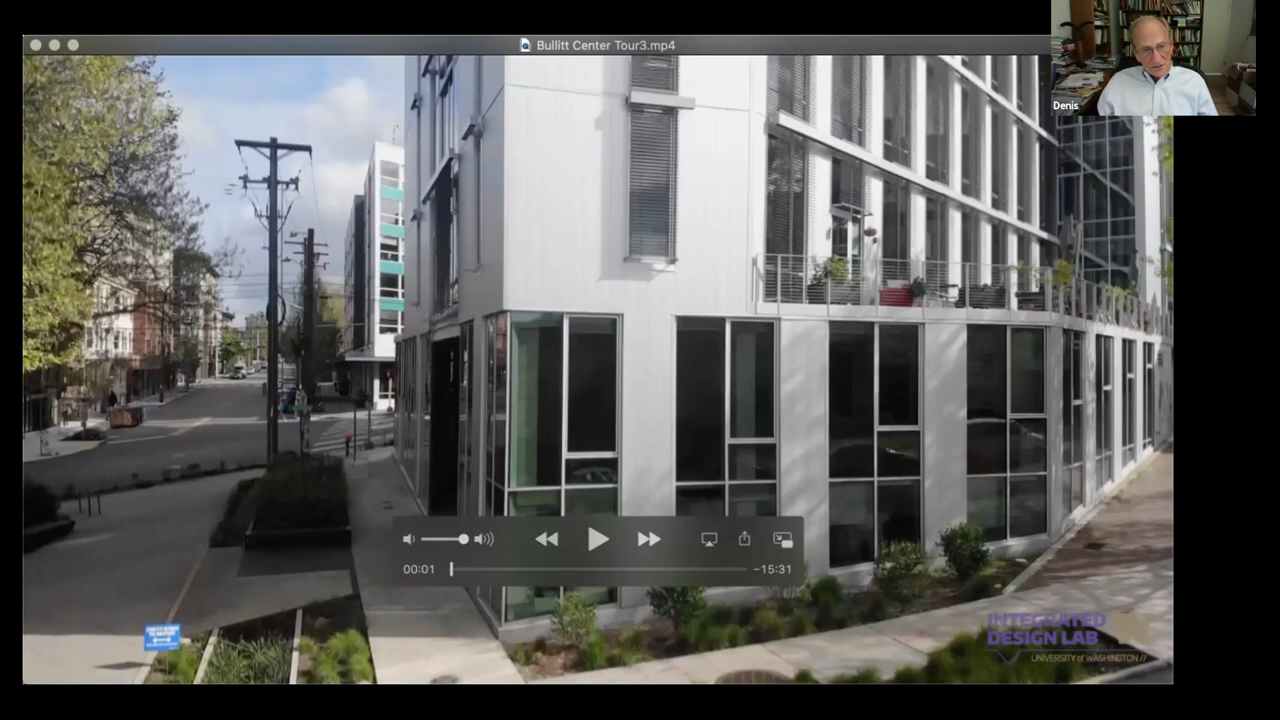 Bullitt Center Tour3.mp4
Denis
00:01
-15:31
INTEGRATED
DESIGN LAB
UNIVERSITY of WASHINGTON //